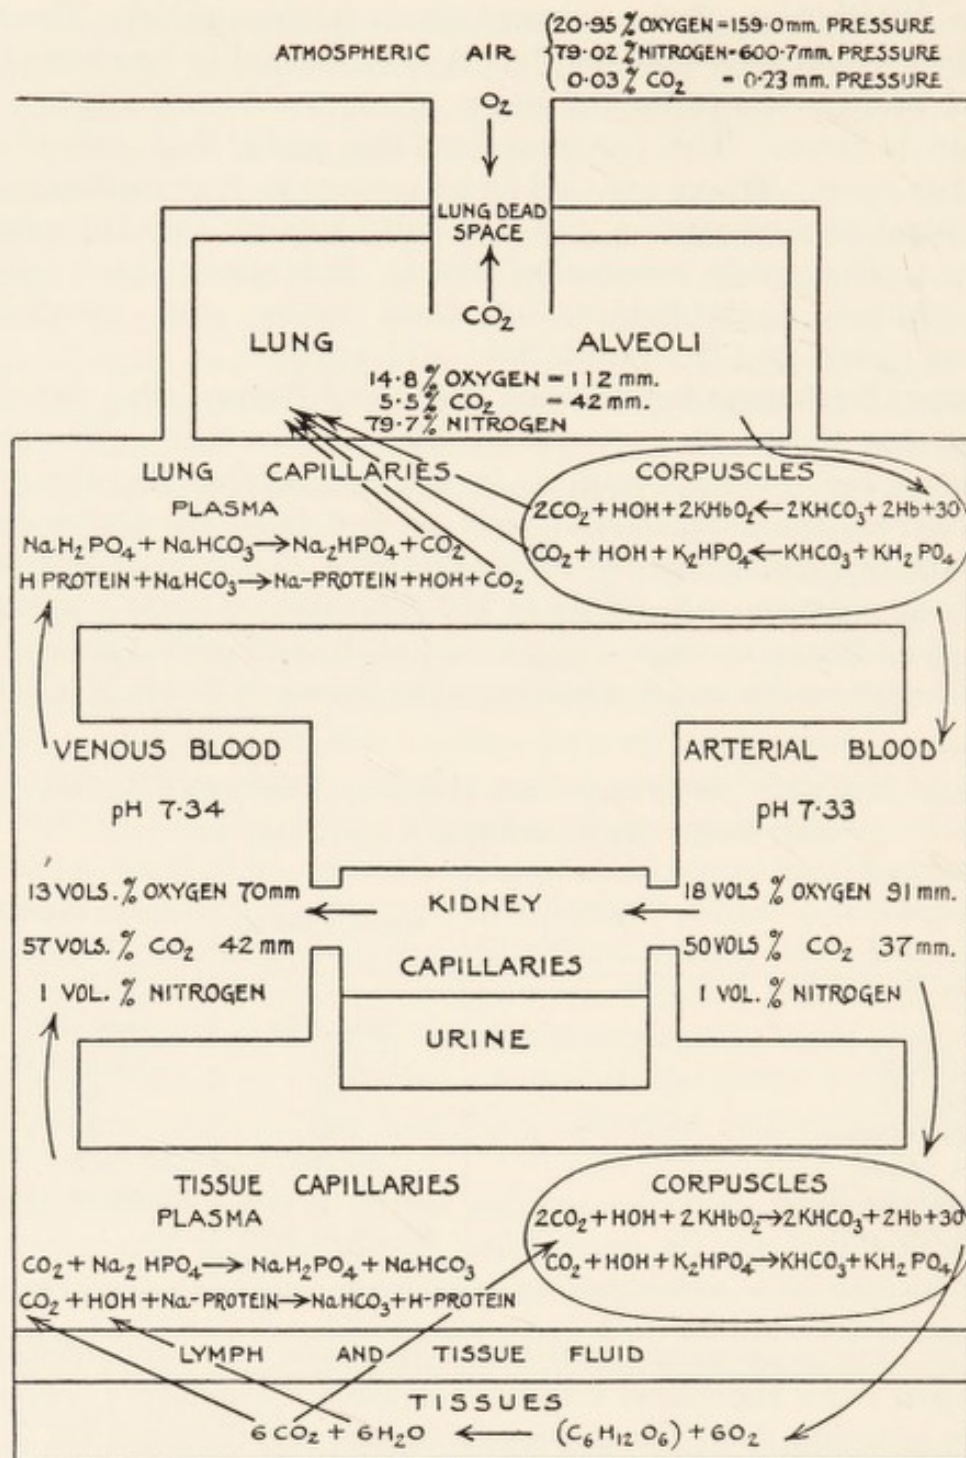 ATMOSPHERIC AIR
20·95 % OXYGEN = 159·0 mm. PRESSURE
79·02 % NITROGEN = 600·7 mm. PRESSURE
0·03 % CO₂ = 0·23 mm. PRESSURE
O₂
LUNG DEAD
SPACE
CO₂
LUNG ALVEOLI
14·8 % OXYGEN = 112 mm.
5·5 % CO₂ = 42 mm.
79·7 % NITROGEN
LUNG CAPILLARIES
PLASMA
NaH₂PO₄ + NaHCO₃ → Na₂HPO₄ + CO₂
H PROTEIN + NaHCO₃ → Na-PROTEIN + HOH + CO₂
CORPUSCLES
2CO₂ + HOH + 2KHbO₂ ← 2KHCO₃ + 2Hb + 30
CO₂ + HOH + K₂HPO₄ ← KHCO₃ + KH₂PO₄
VENOUS BLOOD
pH 7·34
13 VOLS. % OXYGEN 70mm
57 VOLS. % CO₂ 42 mm
1 VOL. % NITROGEN
KIDNEY
CAPILLARIES
URINE
ARTERIAL BLOOD
pH 7·33
18 VOLS % OXYGEN 91 mm.
50 VOLS % CO₂ 37 mm.
1 VOL. % NITROGEN
TISSUE CAPILLARIES
PLASMA
CO₂ + Na₂HPO₄ → NaH₂PO₄ + NaHCO₃
CO₂ + HOH + Na-PROTEIN → NaHCO₃ + H-PROTEIN
CORPUSCLES
2CO₂ + HOH + 2KHbO₂ → 2KHCO₃ + 2Hb + 30
CO₂ + HOH + K₂HPO₄ → KHCO₃ + KH₂PO₄
LYMPH AND TISSUE FLUID
TISSUES
6CO₂ + 6H₂O ← (C₆H₁₂O₆) + 6O₂